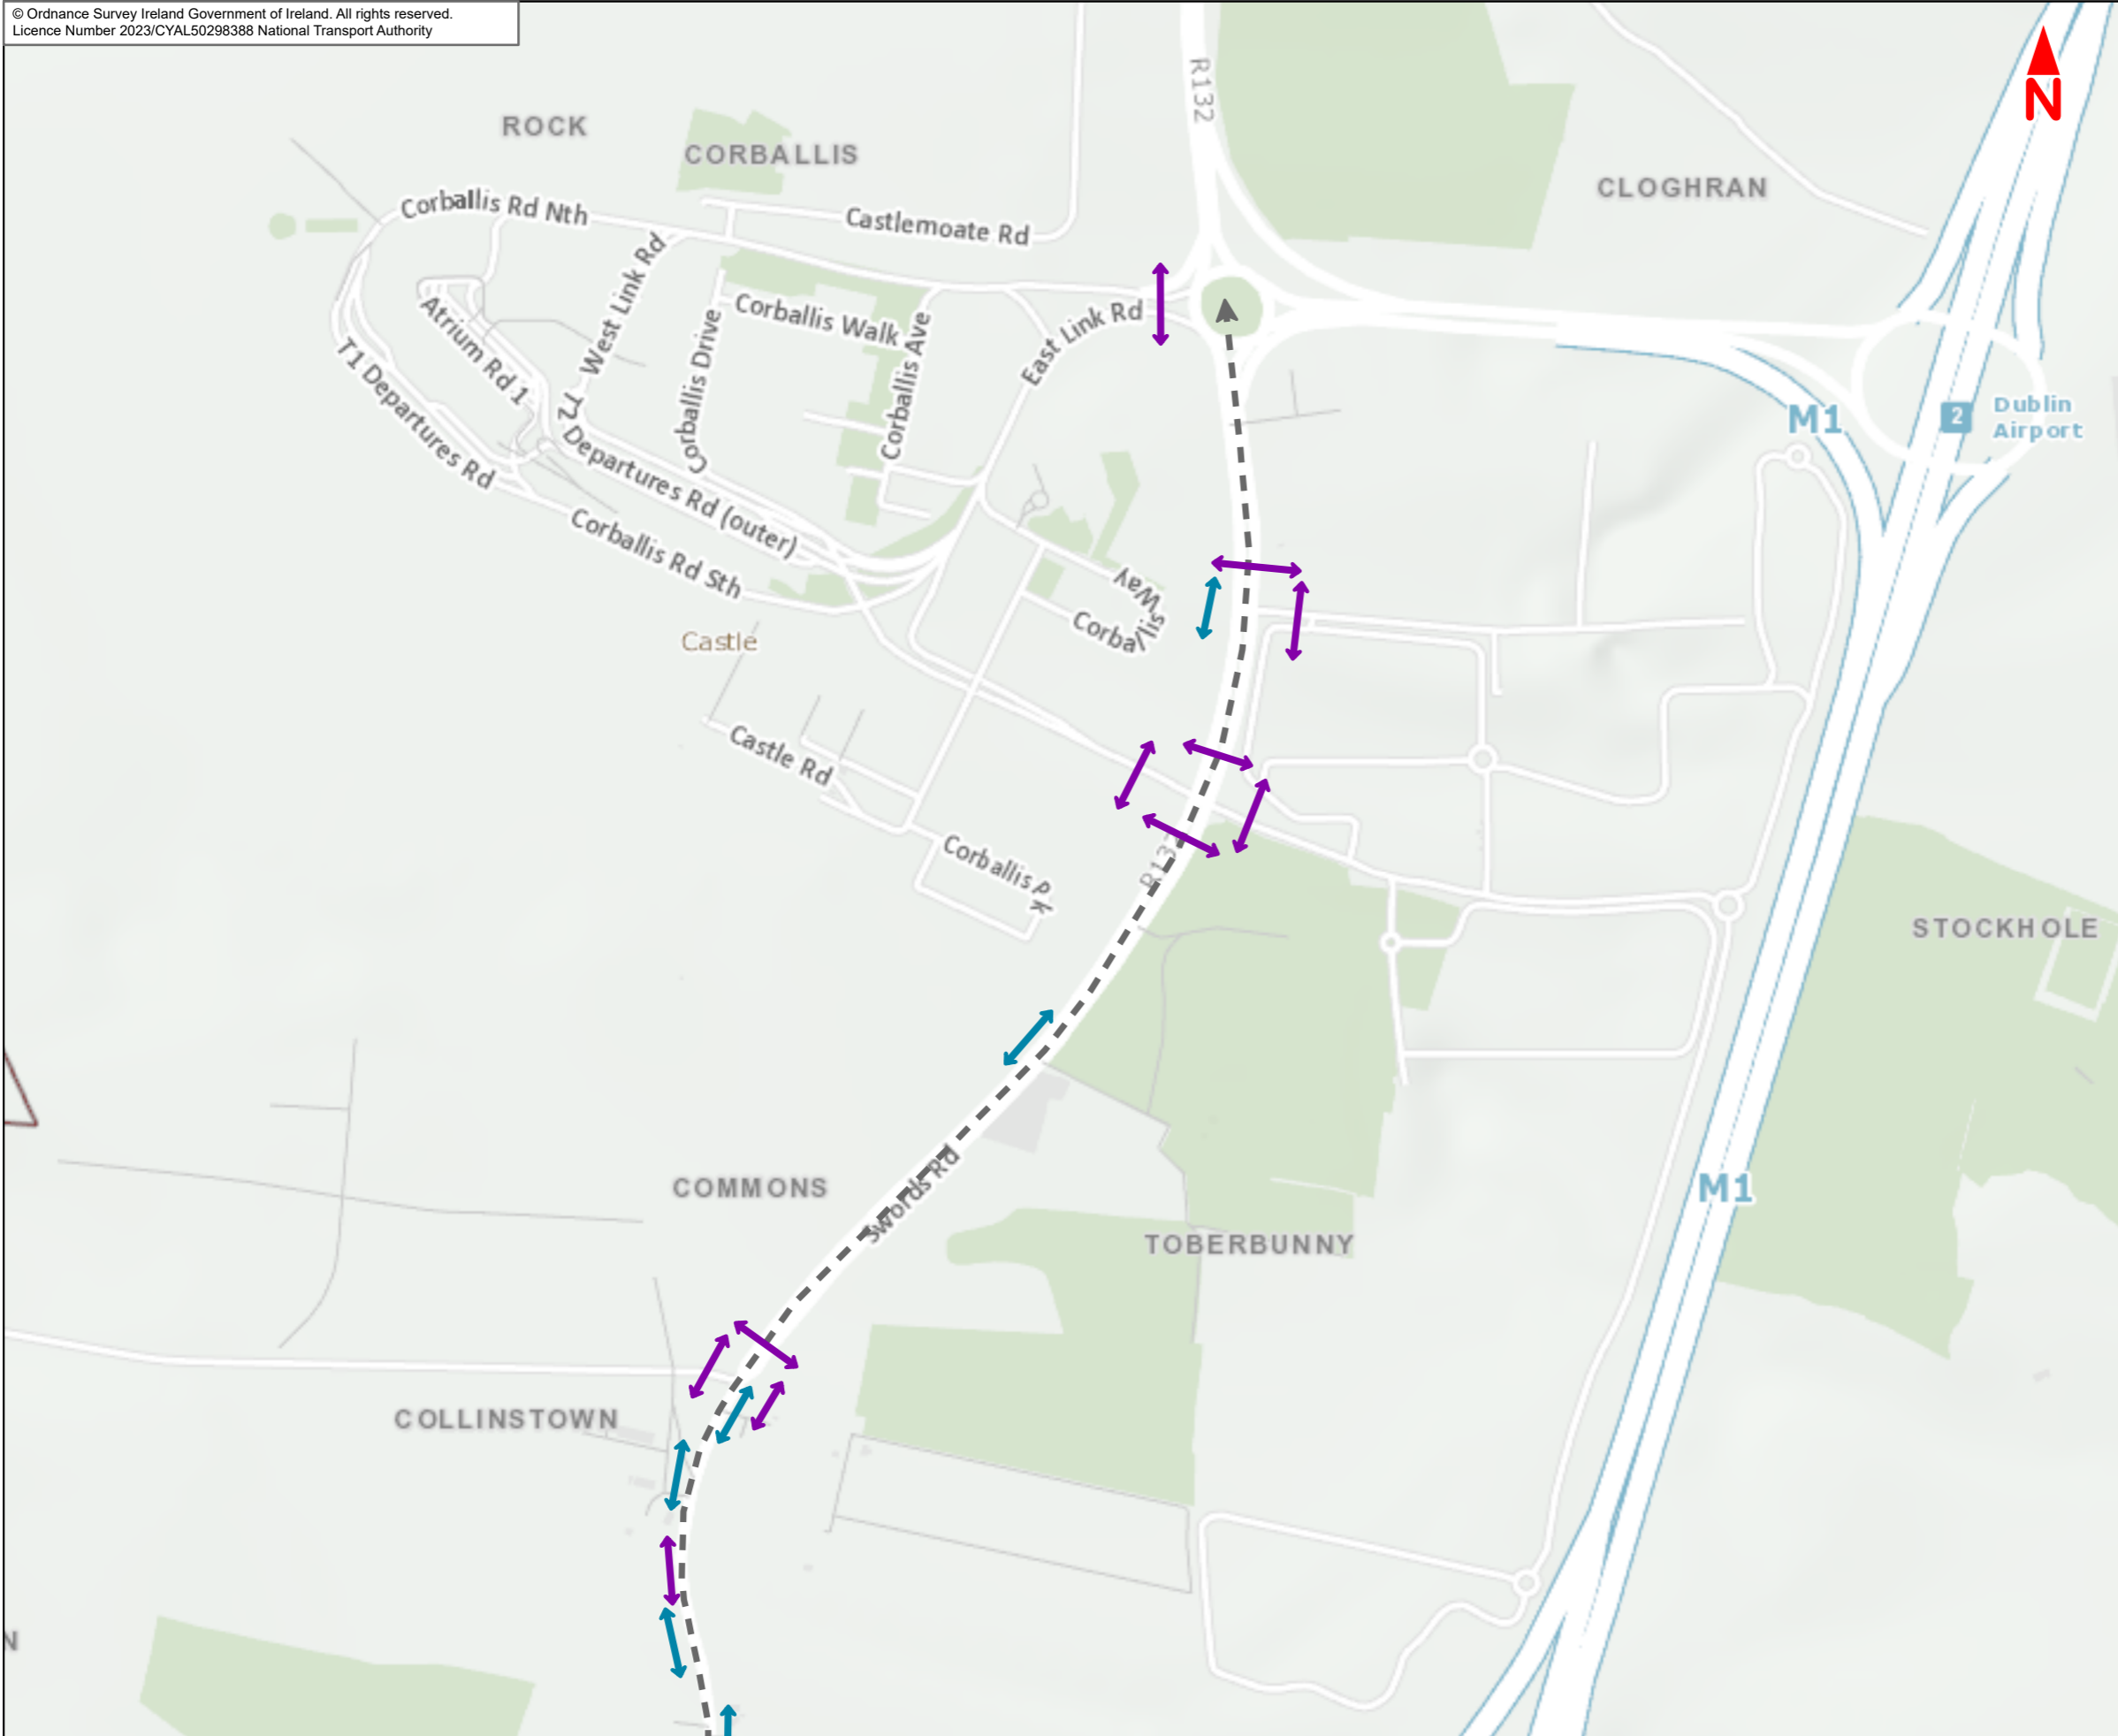 © Ordnance Survey Ireland Government of Ireland. All rights reserved.
Licence Number 2023/CYAL50298388 National Transport Authority
N
R132
ROCK
CORBALLIS
CLOGHRAN
Corballis Rd Nth
Castlemoate Rd
West Link Rd
Atrium Rd 1
Corballis Walk
Corballis Drive
Corballis Ave
East Link Rd
T1 Departures Rd
T2 Departures Rd (outer)
M1
2
Dublin
Airport
Corballis Rd Sth
Corballis Way
Castle
Castle Rd
Corballis Pk
STOCKHOLE
Swords Rd
COMMONS
TOBERBUNNY
M1
COLLINSTOWN
N